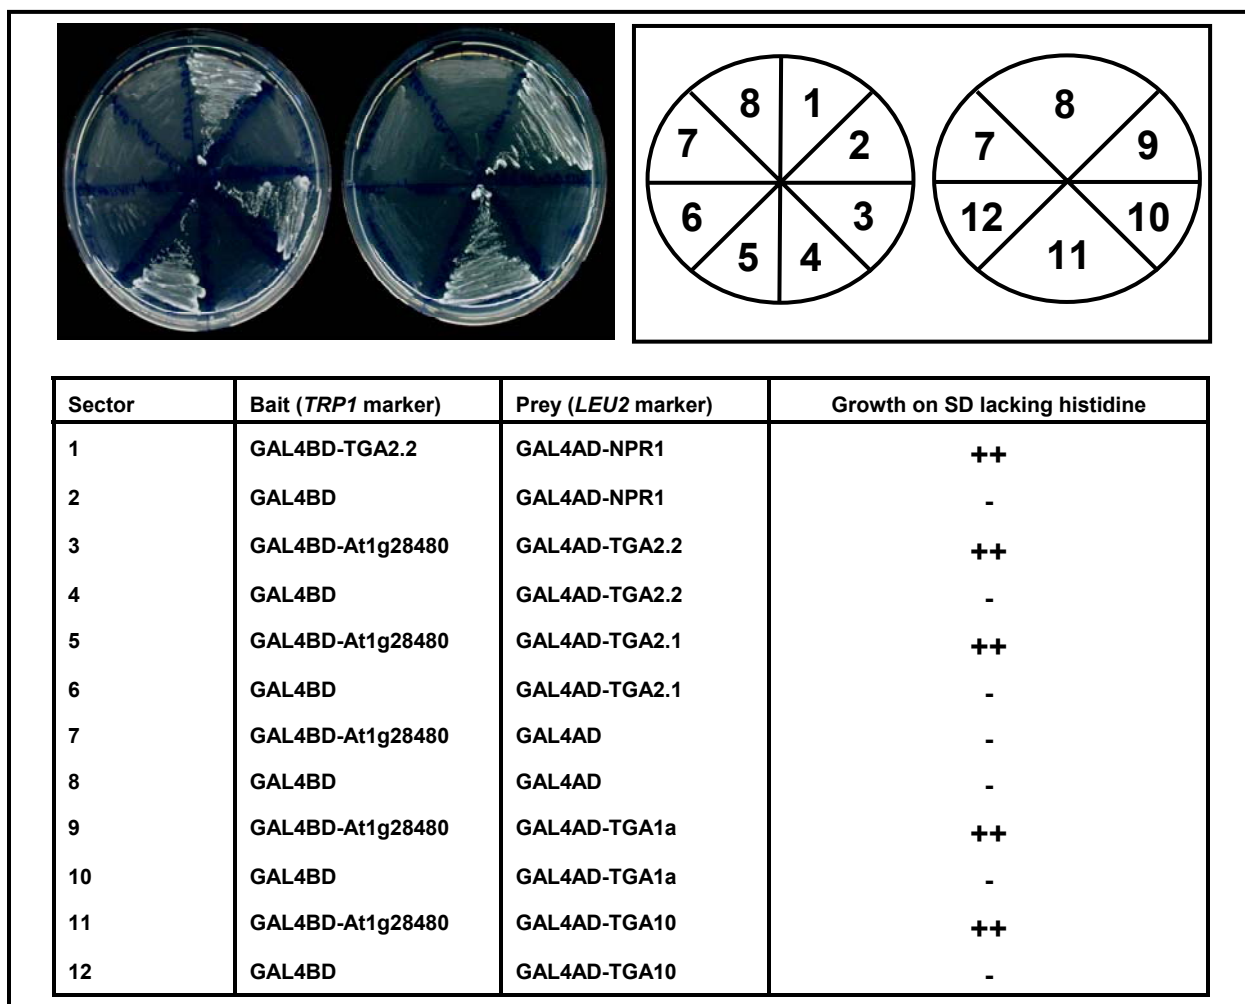 8 1
7 2
6 3
5 4
8
7 9
12 10
11
Sector Bait (TRP1 marker) Prey (LEU2 marker) Growth on SD lacking histidine
1 GAL4BD-TGA2.2 GAL4AD-NPR1 ++
2 GAL4BD GAL4AD-NPR1 -
3 GAL4BD-At1g28480 GAL4AD-TGA2.2 ++
4 GAL4BD GAL4AD-TGA2.2 -
5 GAL4BD-At1g28480 GAL4AD-TGA2.1 ++
6 GAL4BD GAL4AD-TGA2.1 -
7 GAL4BD-At1g28480 GAL4AD -
8 GAL4BD GAL4AD -
9 GAL4BD-At1g28480 GAL4AD-TGA1a ++
10 GAL4BD GAL4AD-TGA1a -
11 GAL4BD-At1g28480 GAL4AD-TGA10 ++
12 GAL4BD GAL4AD-TGA10 -